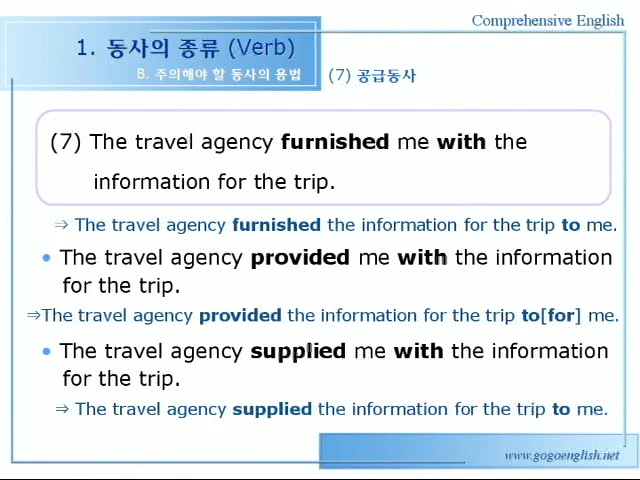 Comprehensive English
1. 동사의 종류 (Verb)
B. 주의해야 할 동사의 용법
(7) 공급동사
(7) The travel agency furnished me with the
information for the trip.
⇒ The travel agency furnished the information for the trip to me.
• The travel agency provided me with the information
for the trip.
⇒The travel agency provided the information for the trip to[for] me.
• The travel agency supplied me with the information
for the trip.
⇒ The travel agency supplied the information for the trip to me.
www.gogoenglish.net